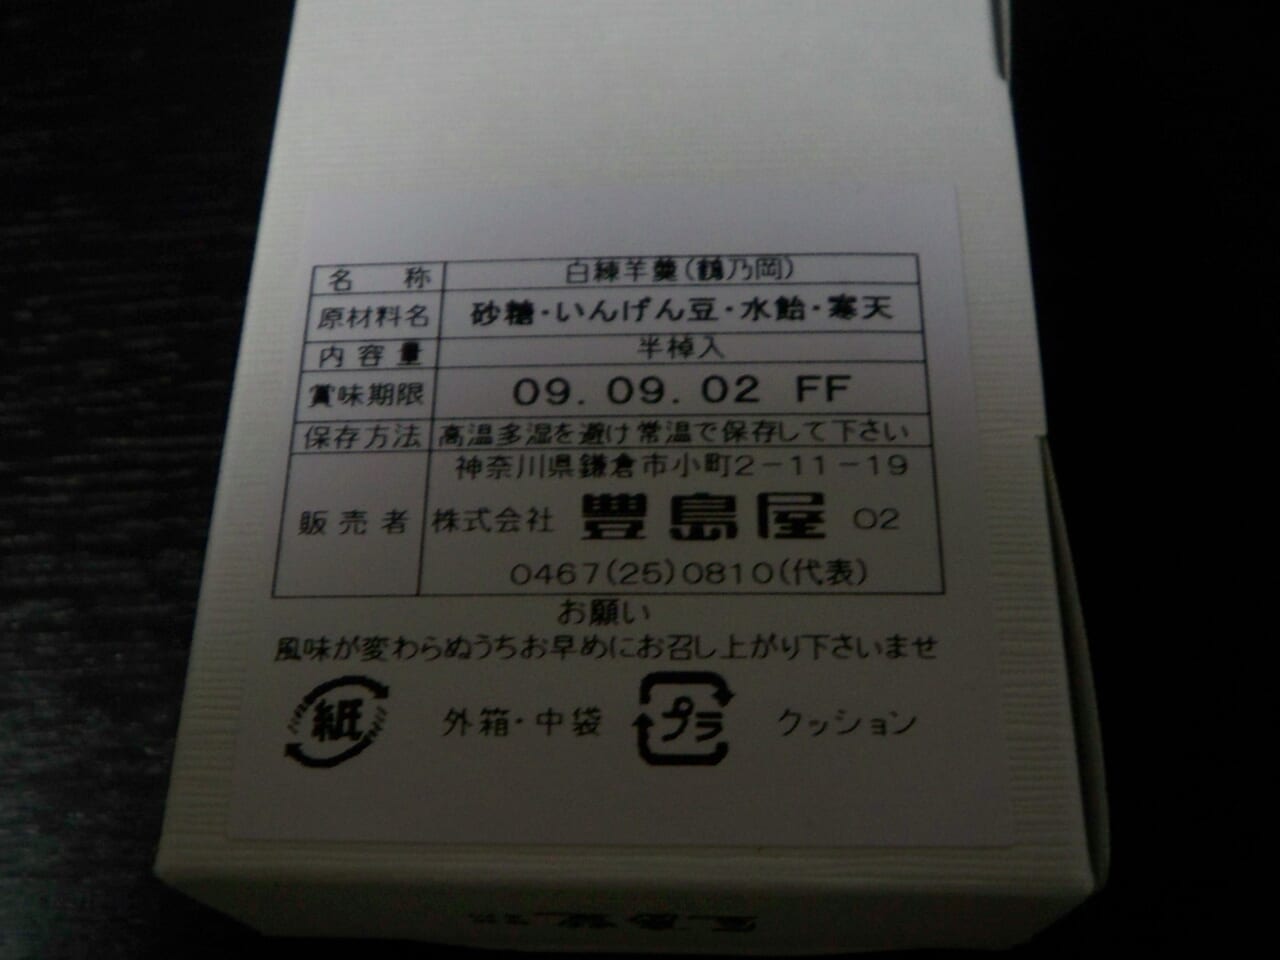 名称 白練羊羹(鶴乃岡)
原材料名 砂糖・いんげん豆・水飴・寒天
内容量 半棹入
賞味期限 09.09.02 FF
保存方法 高温多湿を避け常温で保存して下さい
神奈川県鎌倉市小町2-11-19
販売者 株式会社 豊島屋 02
0467(25)0810(代表)
お願い
風味が変わらぬうちお早めにお召し上がり下さいませ
紙 外箱・中袋 プラ クッション